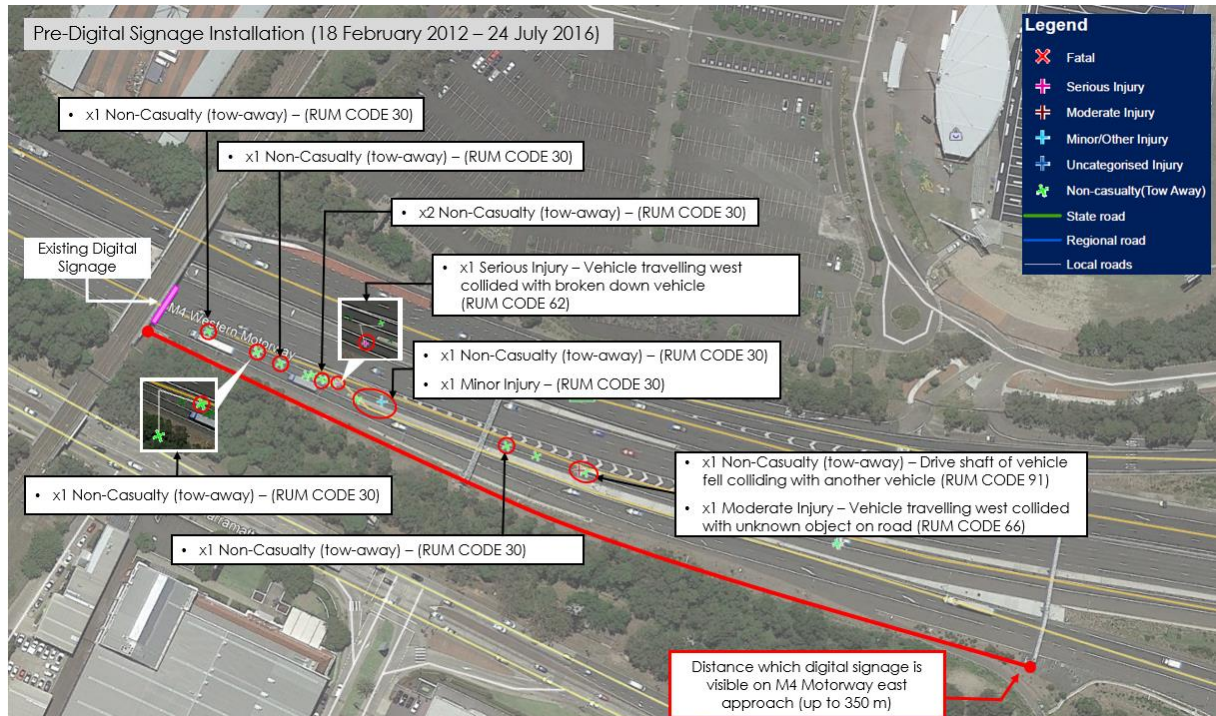 Pre-Digital Signage Installation (18 February 2012 – 24 July 2016)
Legend
Fatal
Serious Injury
Moderate Injury
Minor/Other Injury
Uncategorised Injury
Non-casualty(Tow Away)
State road
Regional road
Local roads
• x1 Non-Casualty (tow-away) – (RUM CODE 30)
• x1 Non-Casualty (tow-away) – (RUM CODE 30)
• x2 Non-Casualty (tow-away) – (RUM CODE 30)
Existing Digital
Signage
• x1 Serious Injury – Vehicle travelling west
collided with broken down vehicle
(RUM CODE 62)
M4 Western Motorway
• x1 Non-Casualty (tow-away) – (RUM CODE 30)
• x1 Minor Injury – (RUM CODE 30)
• x1 Non-Casualty (tow-away) – Drive shaft of vehicle
fell colliding with another vehicle (RUM CODE 91)
• x1 Moderate Injury – Vehicle travelling west collided
with unknown object on road (RUM CODE 66)
• x1 Non-Casualty (tow-away) – (RUM CODE 30)
• x1 Non-Casualty (tow-away) – (RUM CODE 30)
Distance which digital signage is
visible on M4 Motorway east
approach (up to 350 m)